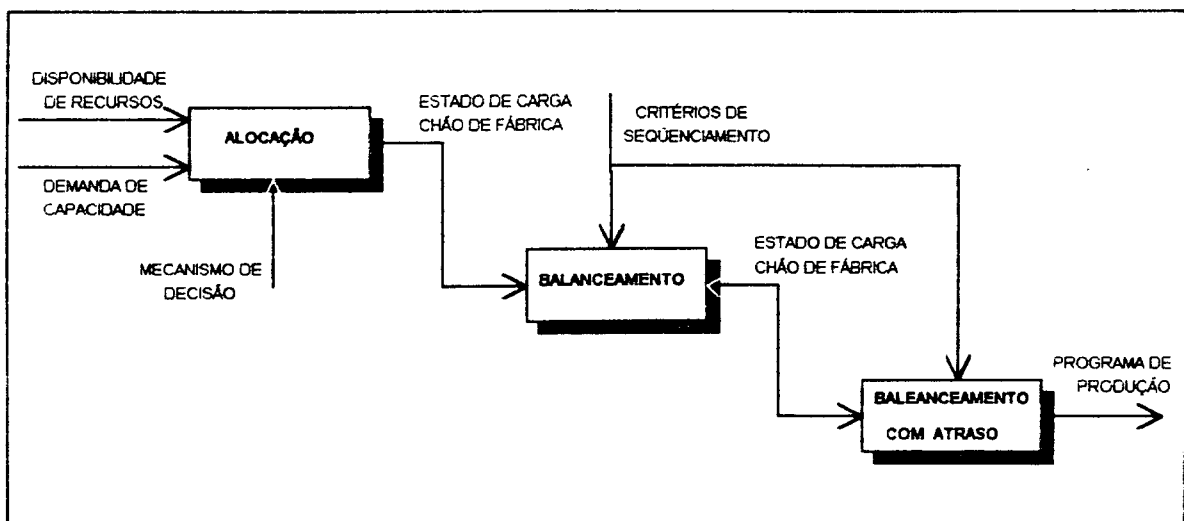 DISPONIBILIDADE
DE RECURSOS
ALOCAÇÃO
DEMANDA DE
CAPACIDADE
MECANISMO DE
DECISÃO
ESTADO DE CARGA
CHÃO DE FÁBRICA
CRITÉRIOS DE
SEQÜENCIAMENTO
BALANCEAMENTO
ESTADO DE CARGA
CHÃO DE FÁBRICA
BALEANCEAMENTO
COM ATRASO
PROGRAMA DE
PRODUÇÃO